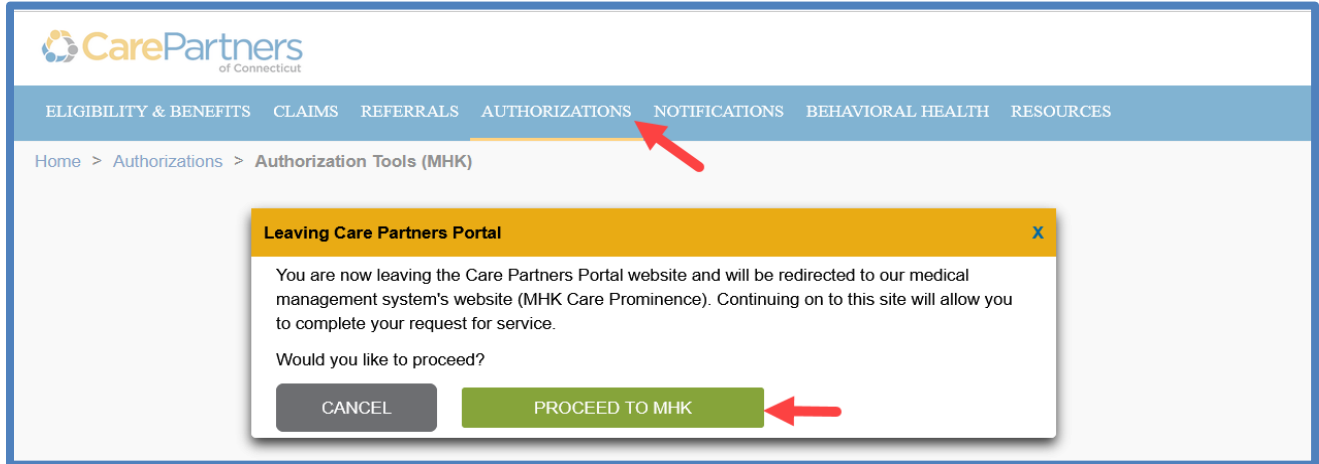 CarePartners
of Connecticut
ELIGIBILITY & BENEFITS CLAIMS REFERRALS AUTHORIZATIONS NOTIFICATIONS BEHAVIORAL HEALTH RESOURCES
Home > Authorizations > Authorization Tools (MHK)
Leaving Care Partners Portal X
You are now leaving the Care Partners Portal website and will be redirected to our medical
management system's website (MHK Care Prominence). Continuing on to this site will allow you
to complete your request for service.
Would you like to proceed?
CANCEL PROCEED TO MHK